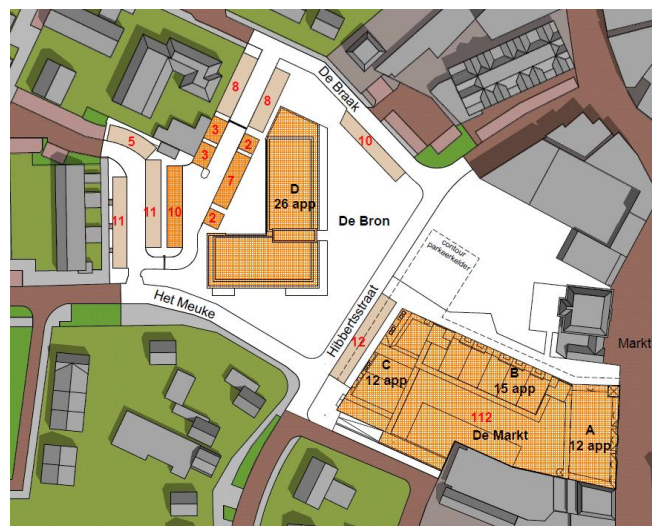 De Braak
8
8
10
5
3
3
2
7
2
11
11
10
D
26 app
De Bron
contour
parkeerkelder
Het Meuke
Hibbertsstraat
12
Markt
C
12 app
B
15 app
112
De Markt
A
12 app